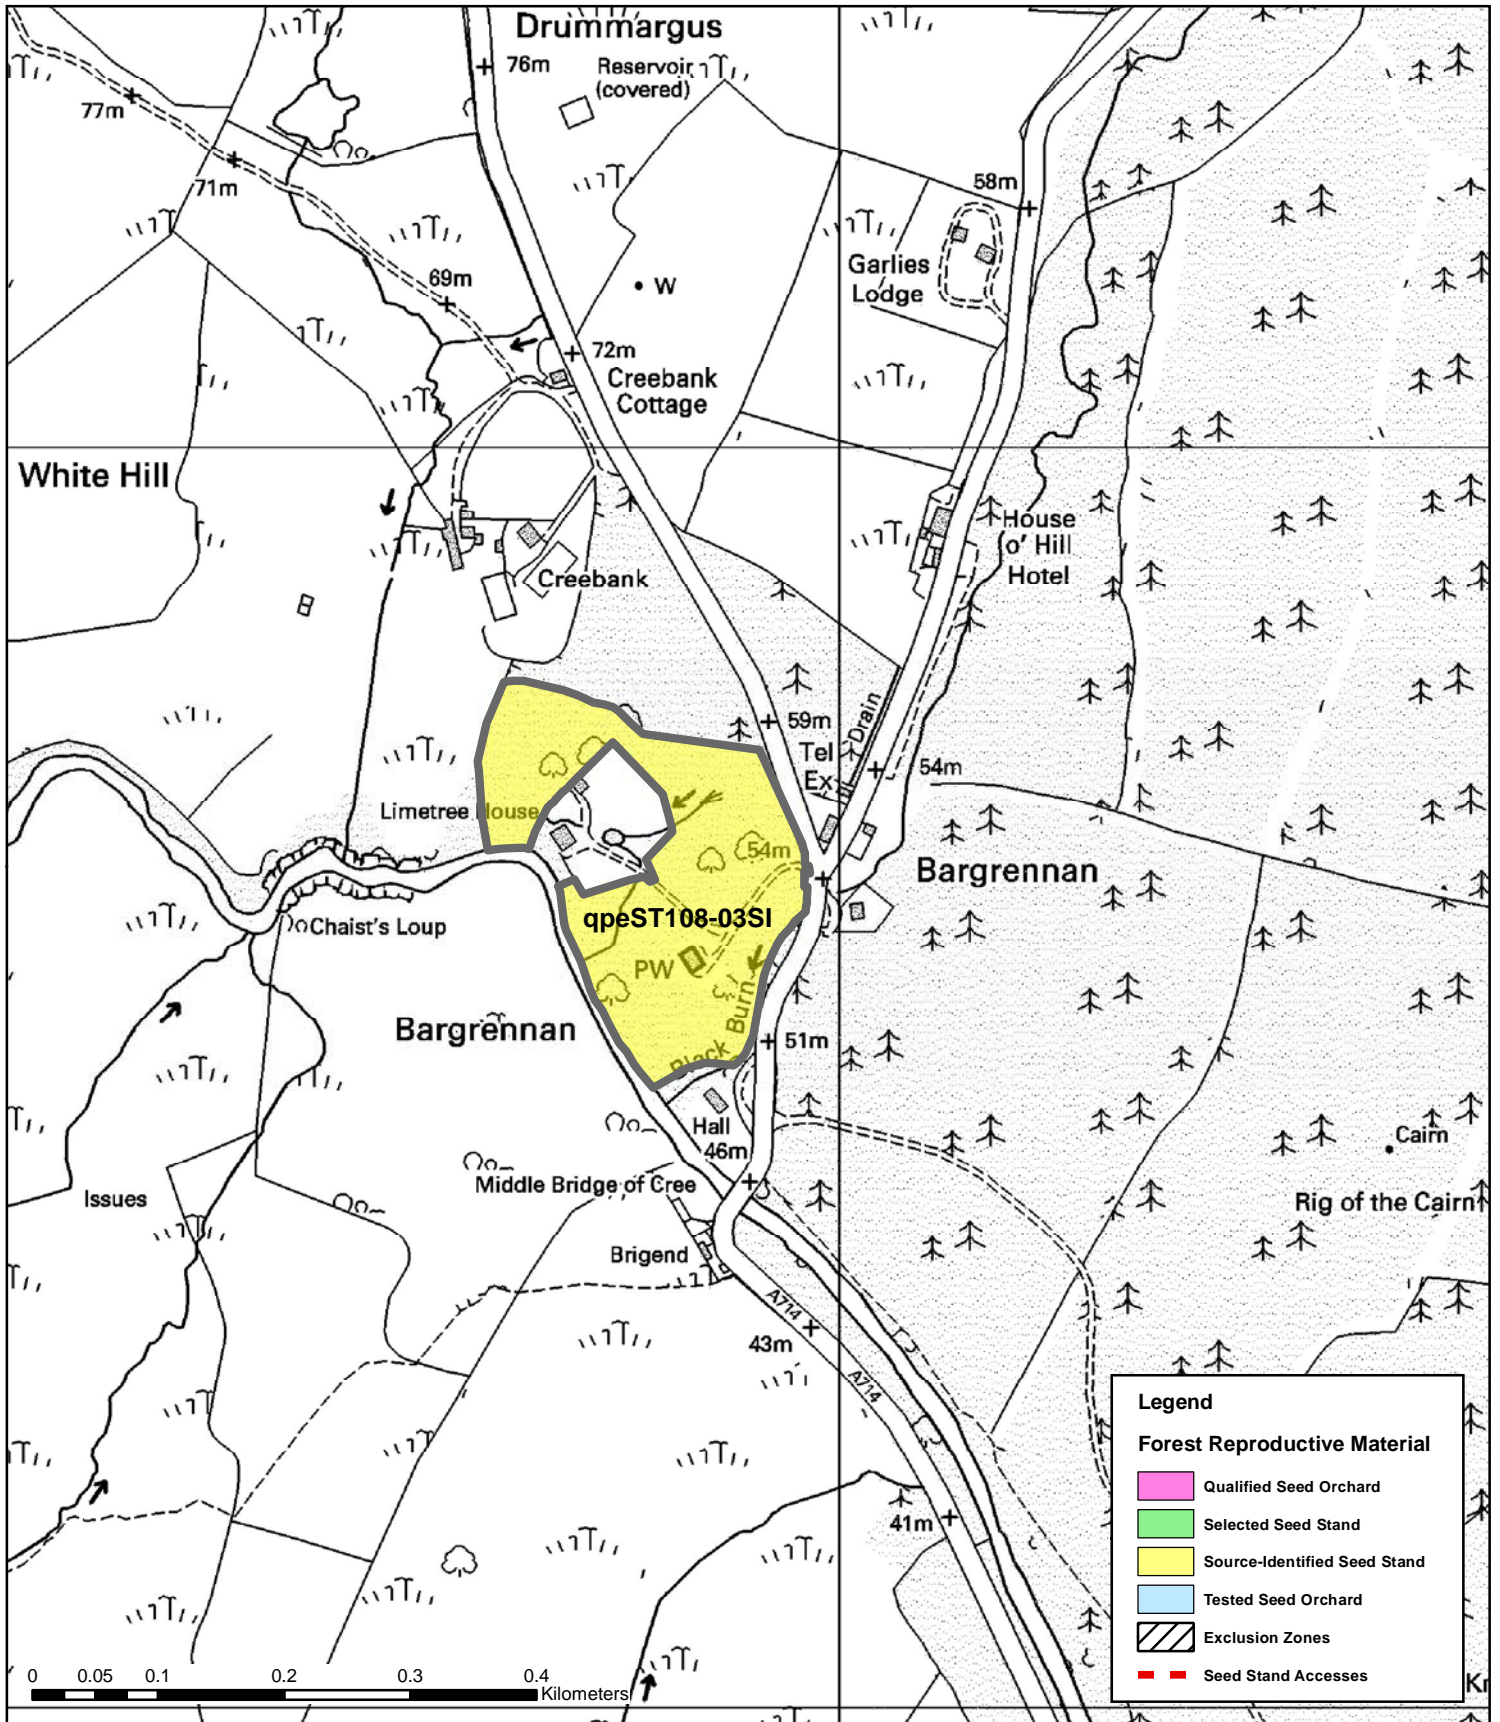 Drummargus
76m
Reservoir
(covered)
77m
71m
58m
Garlies
Lodge
69m
W
72m
Creebank
Cottage
White Hill
House
o' Hill
Hotel
Creebank
59m
Drain
Tel
Ex
54m
Limetree House
54m
Bargrennan
qpeST108-03SI
Chaist's Loup
PW
Burn
Bargrennan
51m
Black
Hall
46m
Cairn
Middle Bridge of Cree
Issues
Rig of the Cairn
Brigend
A714
43m
A714
41m
Legend
Forest Reproductive Material
Qualified Seed Orchard
Selected Seed Stand
Source-Identified Seed Stand
Tested Seed Orchard
Exclusion Zones
Seed Stand Accesses
0 0.05 0.1 0.2 0.3 0.4
Kilometers